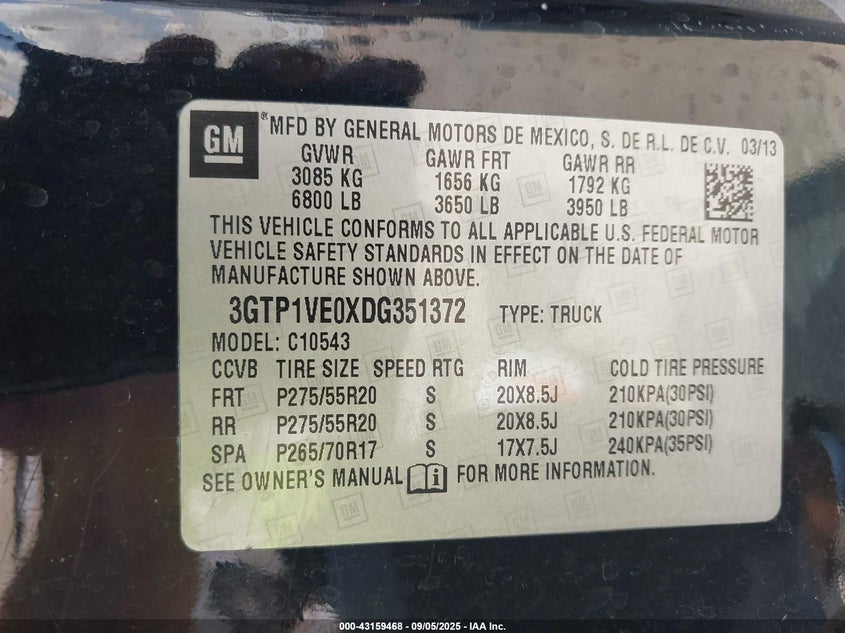 GM ® MFD BY GENERAL MOTORS DE MEXICO, S. DE R.L. DE C.V. 03/13
GVWR GAWR FRT GAWR RR
3085 KG 1656 KG 1792 KG
6800 LB 3650 LB 3950 LB
THIS VEHICLE CONFORMS TO ALL APPLICABLE U.S. FEDERAL MOTOR
VEHICLE SAFETY STANDARDS IN EFFECT ON THE DATE OF
MANUFACTURE SHOWN ABOVE.
3GTP1VE0XDG351372 TYPE: TRUCK
MODEL: C10543
CCVB TIRE SIZE SPEED RTG RIM COLD TIRE PRESSURE
FRT P275/55R20 S 20X8.5J 210KPA(30PSI)
RR P275/55R20 S 20X8.5J 210KPA(30PSI)
SPA P265/70R17 S 17X7.5J 240KPA(35PSI)
SEE OWNER'S MANUAL i FOR MORE INFORMATION.
000-43159468 - 09/05/2025 - IAA Inc.